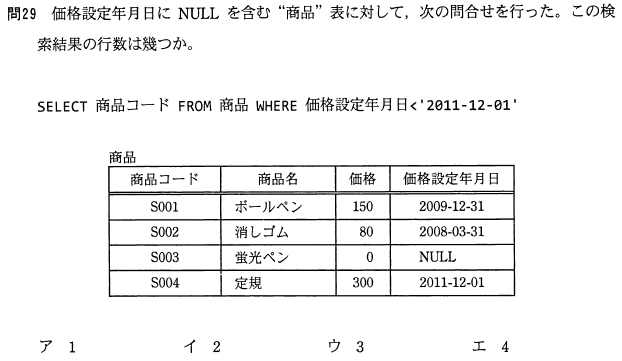 問29 価格設定年月日に NULL を含む“商品”表に対して，次の問合せを行った。この検
索結果の行数は幾つか。
SELECT 商品コード FROM 商品 WHERE 価格設定年月日<'2011-12-01'
商品
商品コード 商品名 価格 価格設定年月日
S001 ボールペン 150 2009-12-31
S002 消しゴム 80 2008-03-31
S003 蛍光ペン 0 NULL
S004 定規 300 2011-12-01
ア 1 イ 2 ウ 3 エ 4